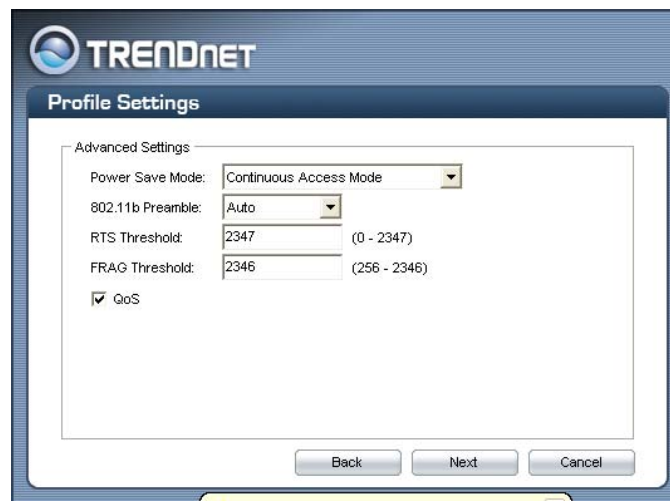 TRENDnet
Profile Settings
Advanced Settings
Power Save Mode: Continuous Access Mode
802.11b Preamble: Auto
RTS Threshold: 2347 (0 - 2347)
FRAG Threshold: 2346 (256 - 2346)
QoS
Back Next Cancel